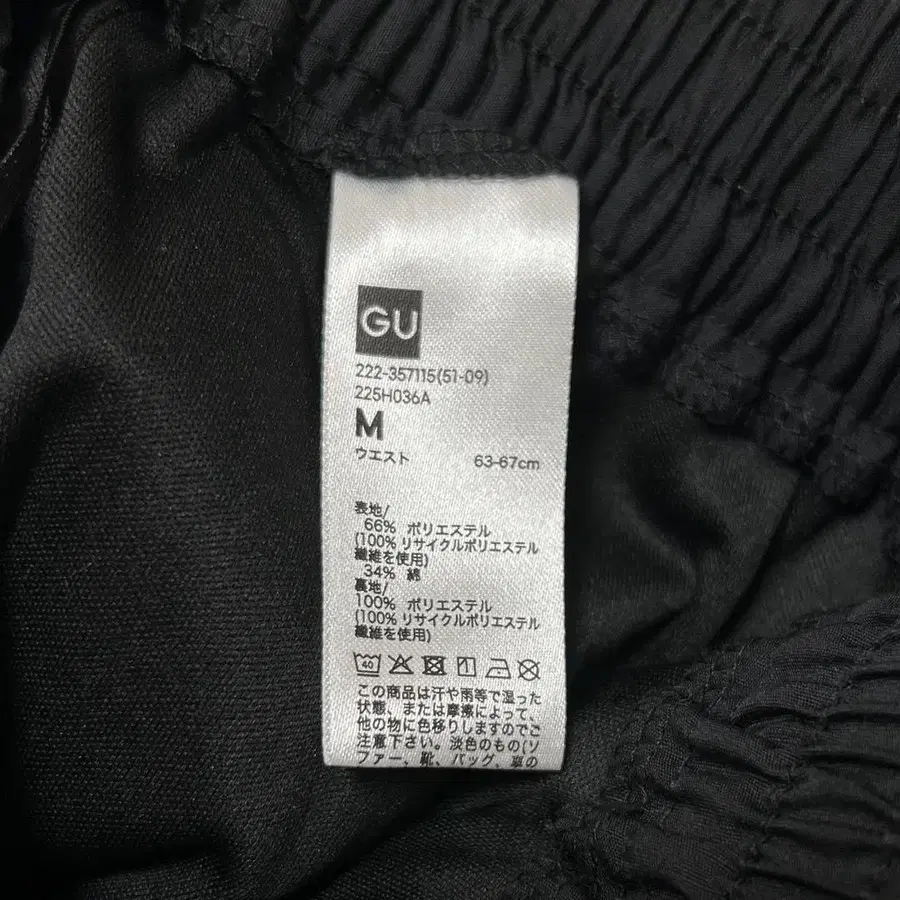 GU
222-357115(51-09)
225H036A
M
ウエスト 63-67cm
表地/
66% ポリエステル
(100% リサイクルポリエステル
繊維を使用)
34% 綿
裏地/
100% ポリエステル
(100% リサイクルポリエステル
繊維を使用)
40
この商品は汗や雨等で湿った
状態、または摩擦によって、
他の物に色移りしますのでご
注意下さい。淡色のもの(ソ
ファー、靴、バッグ、車の